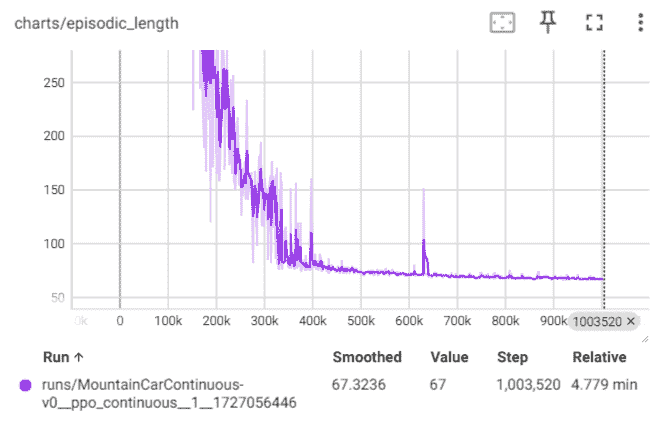 charts/episodic_length
250
200
150
100
50
0k 0 100k 200k 300k 400k 500k 600k 700k 800k 900k 1003520 ×
Run ↑ Smoothed Value Step Relative
runs/MountainCarContinuous- 67.3236 67 1,003,520 4.779 min
v0__ppo_continuous__1__1727056446